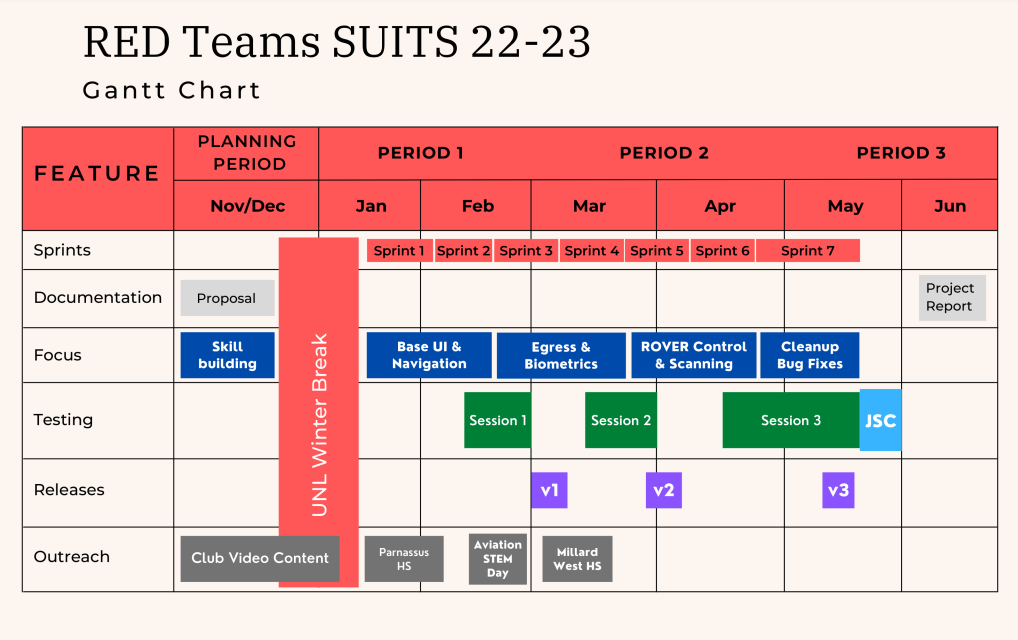 RED Teams SUITS 22-23
Gantt Chart
FEATURE
PLANNING
PERIOD
PERIOD 1
PERIOD 2
PERIOD 3
Nov/Dec
Jan
Feb
Mar
Apr
May
Jun
Sprints
Sprint 1
Sprint 2
Sprint 3
Sprint 4
Sprint 5
Sprint 6
Sprint 7
Documentation
Proposal
Project
Report
UNL Winter Break
Focus
Skill
building
Base UI &
Navigation
Egress &
Biometrics
ROVER Control
& Scanning
Cleanup
Bug Fixes
Testing
Session 1
Session 2
Session 3
JSC
Releases
v1
v2
v3
Outreach
Club Video Content
Parnassus
HS
Aviation
STEM
Day
Millard
West HS